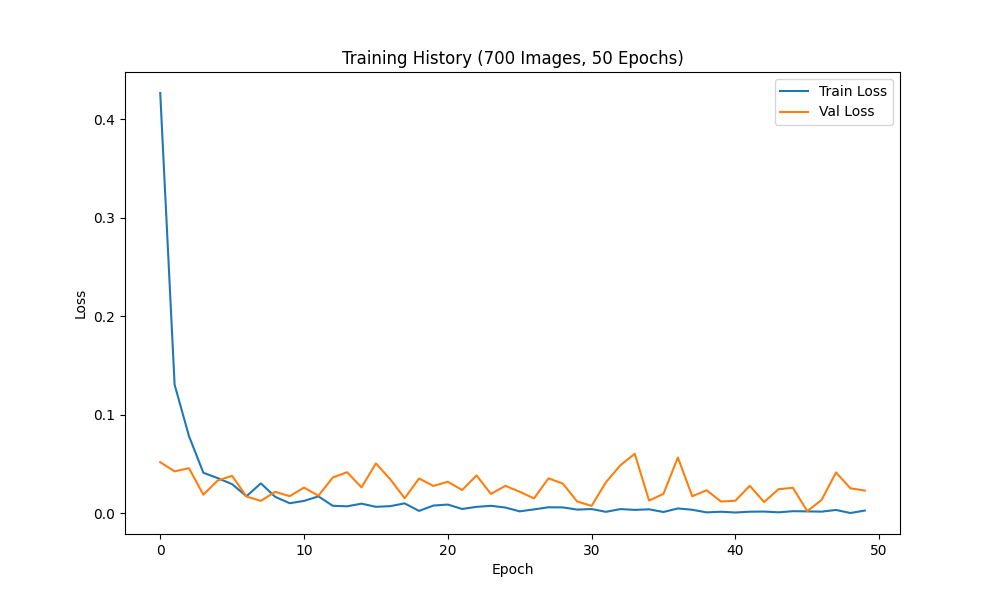 Training History (700 Images, 50 Epochs)
Train Loss
Val Loss
0.4
0.3
0.2
0.1
0.0
Loss
0 10 20 30 40 50
Epoch